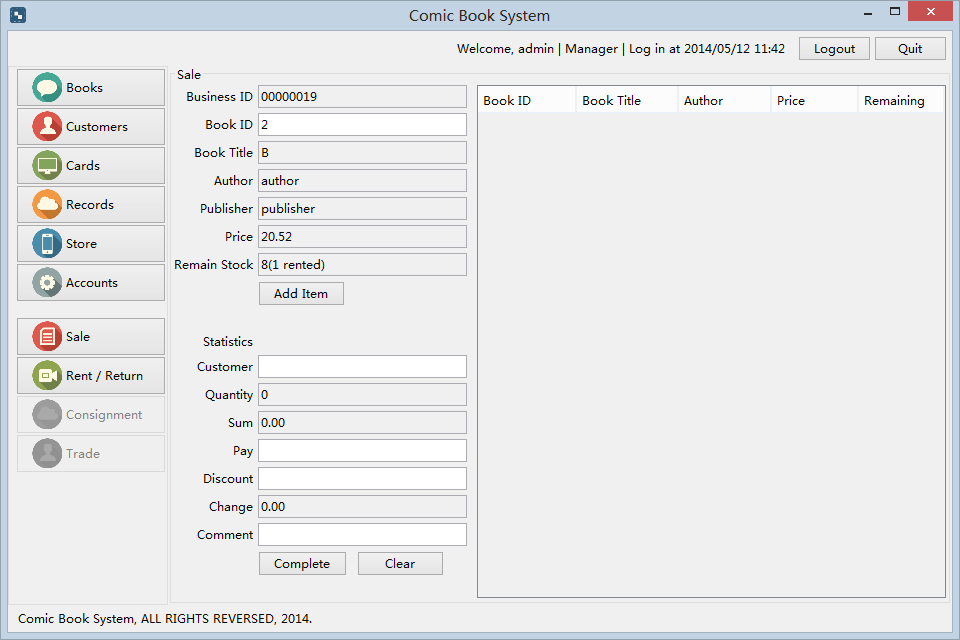 Comic Book System
Welcome, admin | Manager | Log in at 2014/05/12 11:42
Logout
Quit
Books
Customers
Cards
Records
Store
Accounts
Sale
Rent / Return
Consignment
Trade
Sale
Business ID 00000019
Book ID 2
Book Title B
Author author
Publisher publisher
Price 20.52
Remain Stock 8(1 rented)
Add Item
Statistics
Customer
Quantity 0
Sum 0.00
Pay
Discount
Change 0.00
Comment
Complete Clear
Book ID Book Title Author Price Remaining
Comic Book System, ALL RIGHTS REVERSED, 2014.